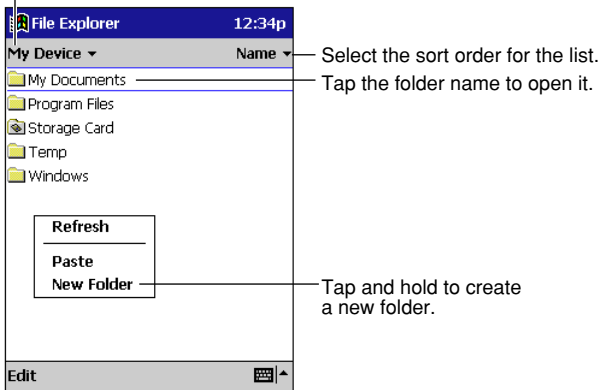 File Explorer 12:34p
My Device Name
Select the sort order for the list.
My Documents
Tap the folder name to open it.
Program Files
Storage Card
Temp
Windows
Refresh
Paste
New Folder
Tap and hold to create
a new folder.
Edit